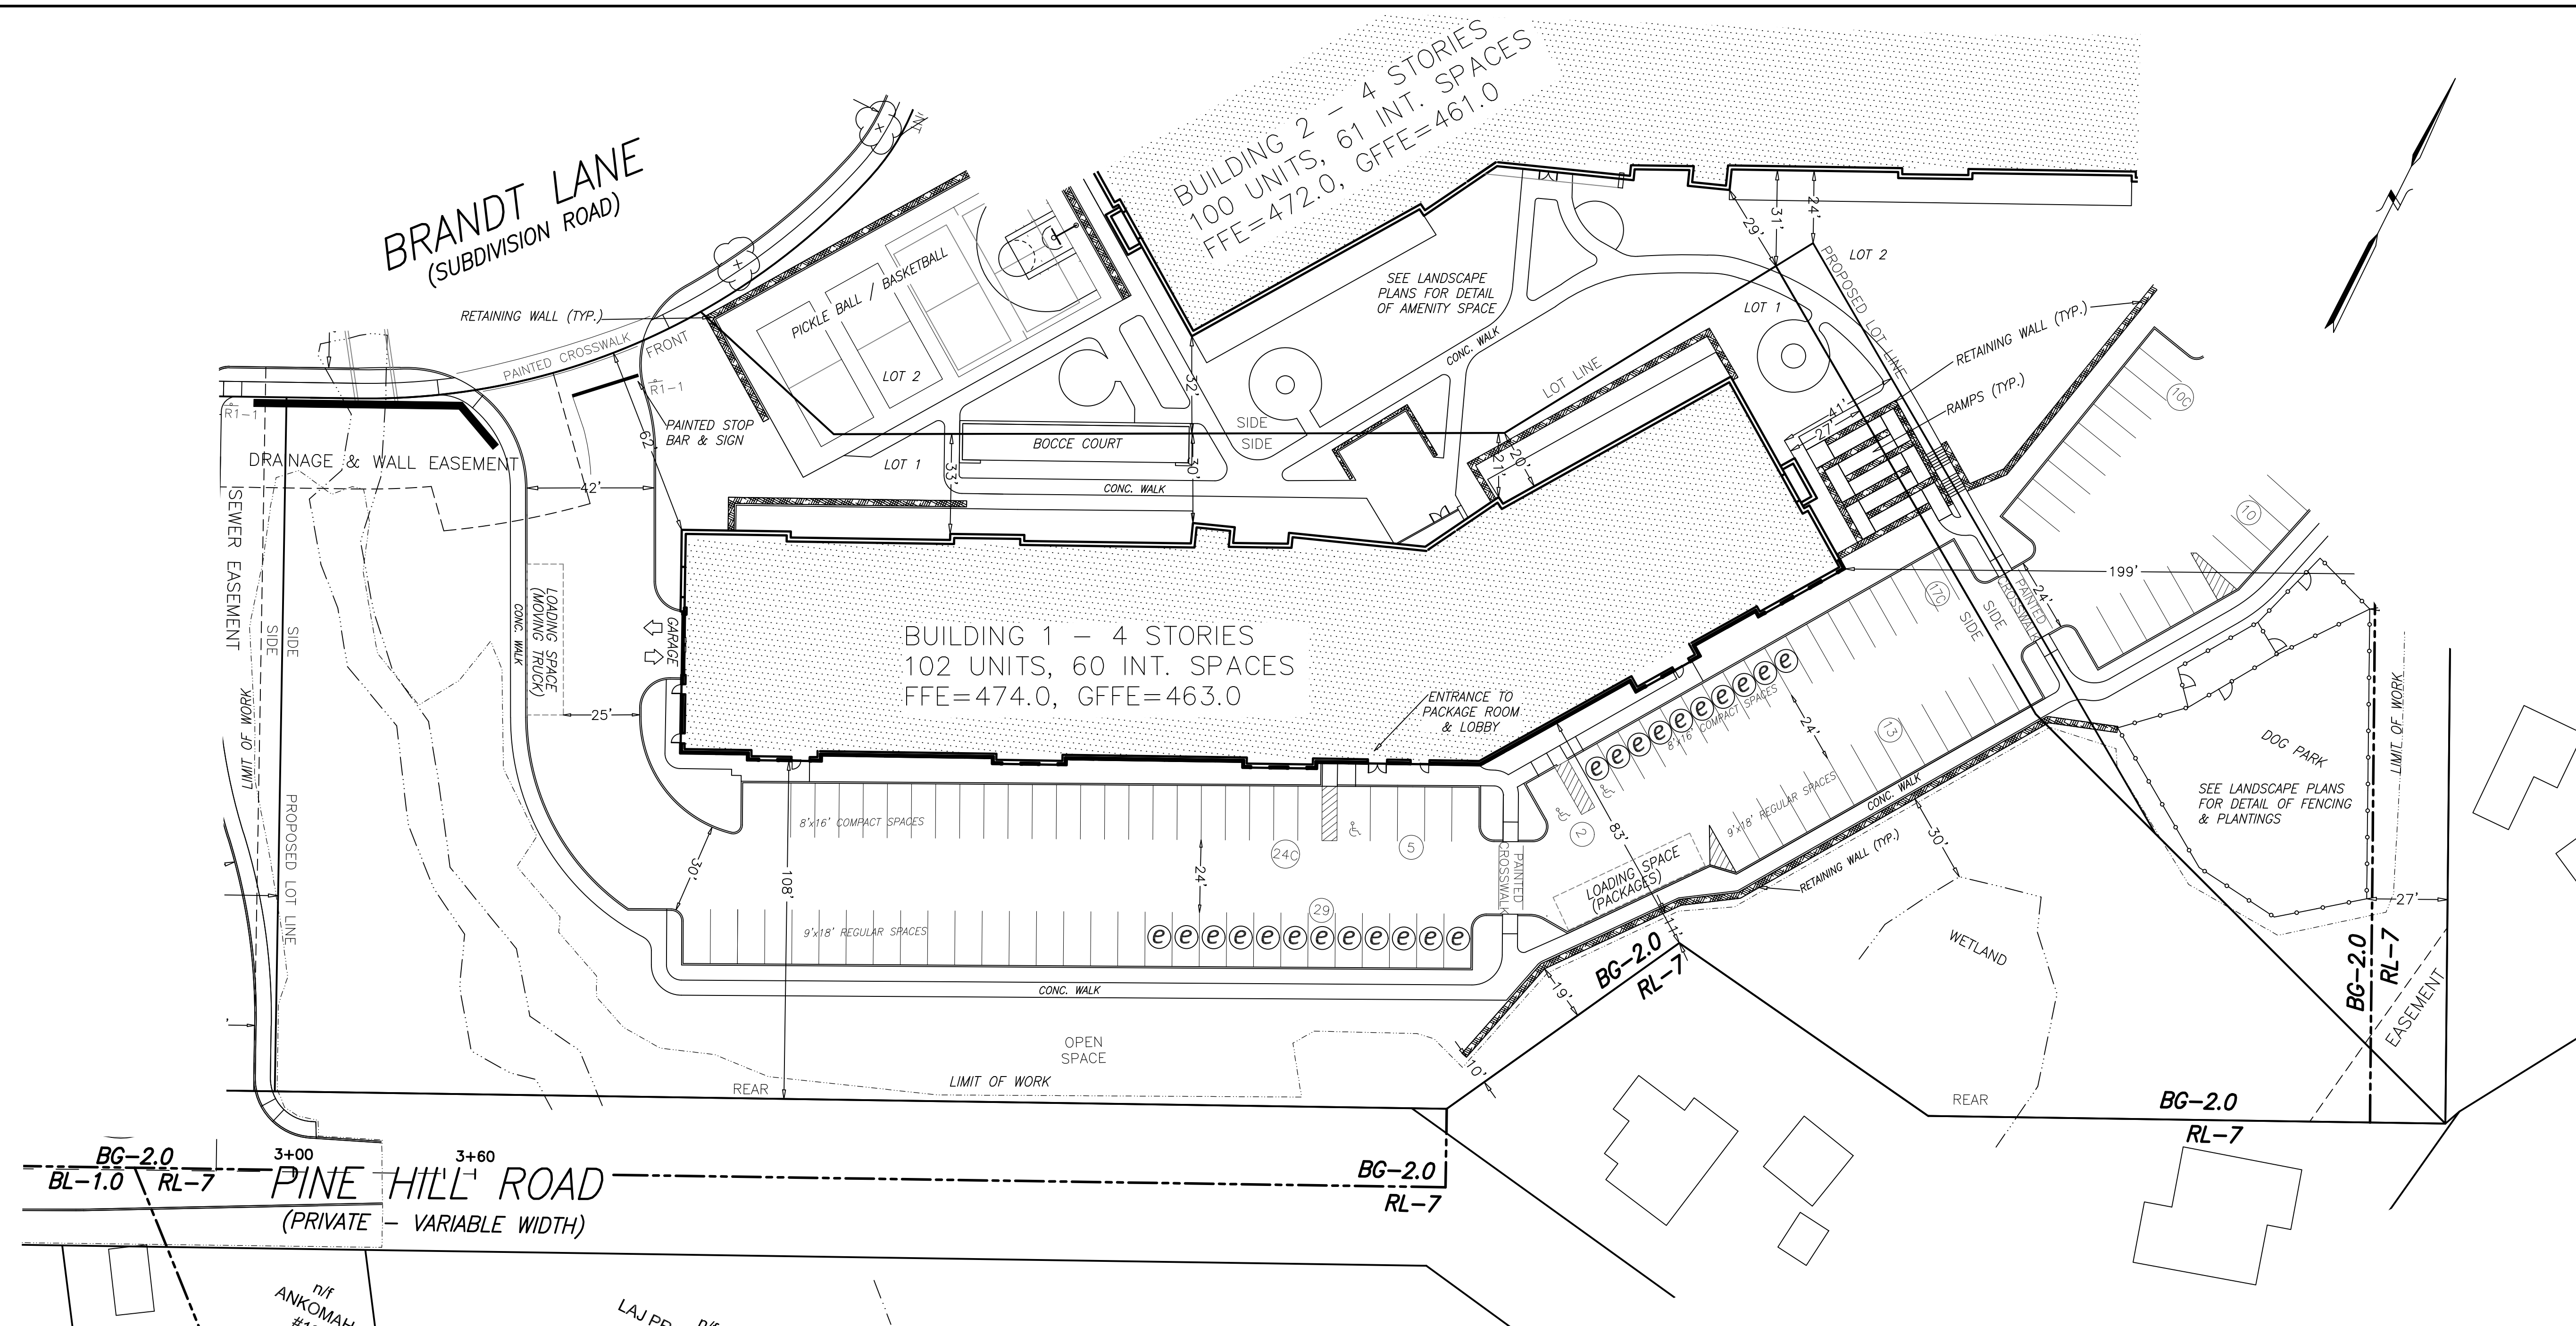 BUILDING 2 – 4 STORIES
100 UNITS, 61 INT. SPACES
FFE=472.0, GFFE=461.0
BRANDT LANE
(SUBDIVISION ROAD)
RETAINING WALL (TYP.)
PAINTED CROSSWALK
FRONT
R1-1
PAINTED STOP
BAR & SIGN
62'
PICKLE BALL / BASKETBALL
LOT 2
LOT 1
BOCCE COURT
33'
32'
30'
SIDE
SIDE
CONC. WALK
CONC. WALK
SEE LANDSCAPE
PLANS FOR DETAIL
OF AMENITY SPACE
LOT LINE
29'
31'
24'
PROPOSED LOT LINE
LOT 2
LOT 1
RETAINING WALL (TYP.)
RAMPS (TYP.)
41'
27'
21'
20'
10C
10
R1-1
DRAINAGE & WALL EASEMENT
SEWER EASEMENT
SIDE
SIDE
LIMIT OF WORK
PROPOSED LOT LINE
42'
CONC. WALK
LOADING SPACE
(MOVING TRUCK)
25'
GARAGE
BUILDING 1 – 4 STORIES
102 UNITS, 60 INT. SPACES
FFE=474.0, GFFE=463.0
ENTRANCE TO
PACKAGE ROOM
& LOBBY
199'
17C
SIDE
SIDE
PAINTED
CROSSWALK
24'
e e e e e e e e e e
8'x16' COMPACT SPACES
24'
13
9'x18' REGULAR SPACES
CONC. WALK
2
83'
LOADING SPACE
(PACKAGES)
RETAINING WALL (TYP.)
30'
11'
30'
108'
8'x16' COMPACT SPACES
24C
5
24'
PAINTED
CROSSWALK
29
9'x18' REGULAR SPACES
e e e e e e e e e e e e
CONC. WALK
OPEN
SPACE
LIMIT OF WORK
REAR
19'
10'
BG-2.0
RL-7
WETLAND
DOG PARK
SEE LANDSCAPE PLANS
FOR DETAIL OF FENCING
& PLANTINGS
LIMIT OF WORK
27'
BG-2.0
RL-7
EASEMENT
REAR
BG-2.0
RL-7
BG-2.0
BL-1.0
RL-7
3+00
3+60
PINE HILL ROAD
(PRIVATE – VARIABLE WIDTH)
BG-2.0
RL-7
n/f
ANKOMAH
n/f